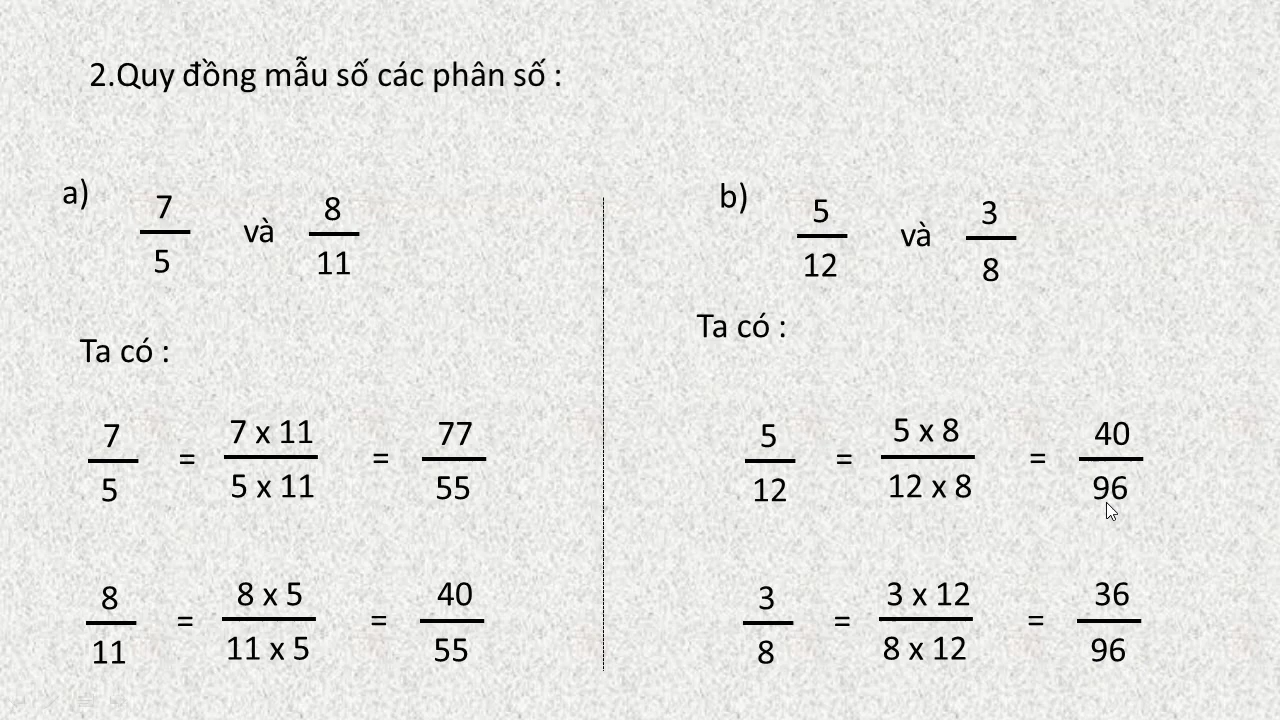 2.Quy đồng mẫu số các phân số :
a)
7/5 và 8/11
Ta có :
7/5 = 7 x 11/5 x 11 = 77/55
8/11 = 8 x 5/11 x 5 = 40/55
b)
5/12 và 3/8
Ta có :
5/12 = 5 x 8/12 x 8 = 40/96
3/8 = 3 x 12/8 x 12 = 36/96